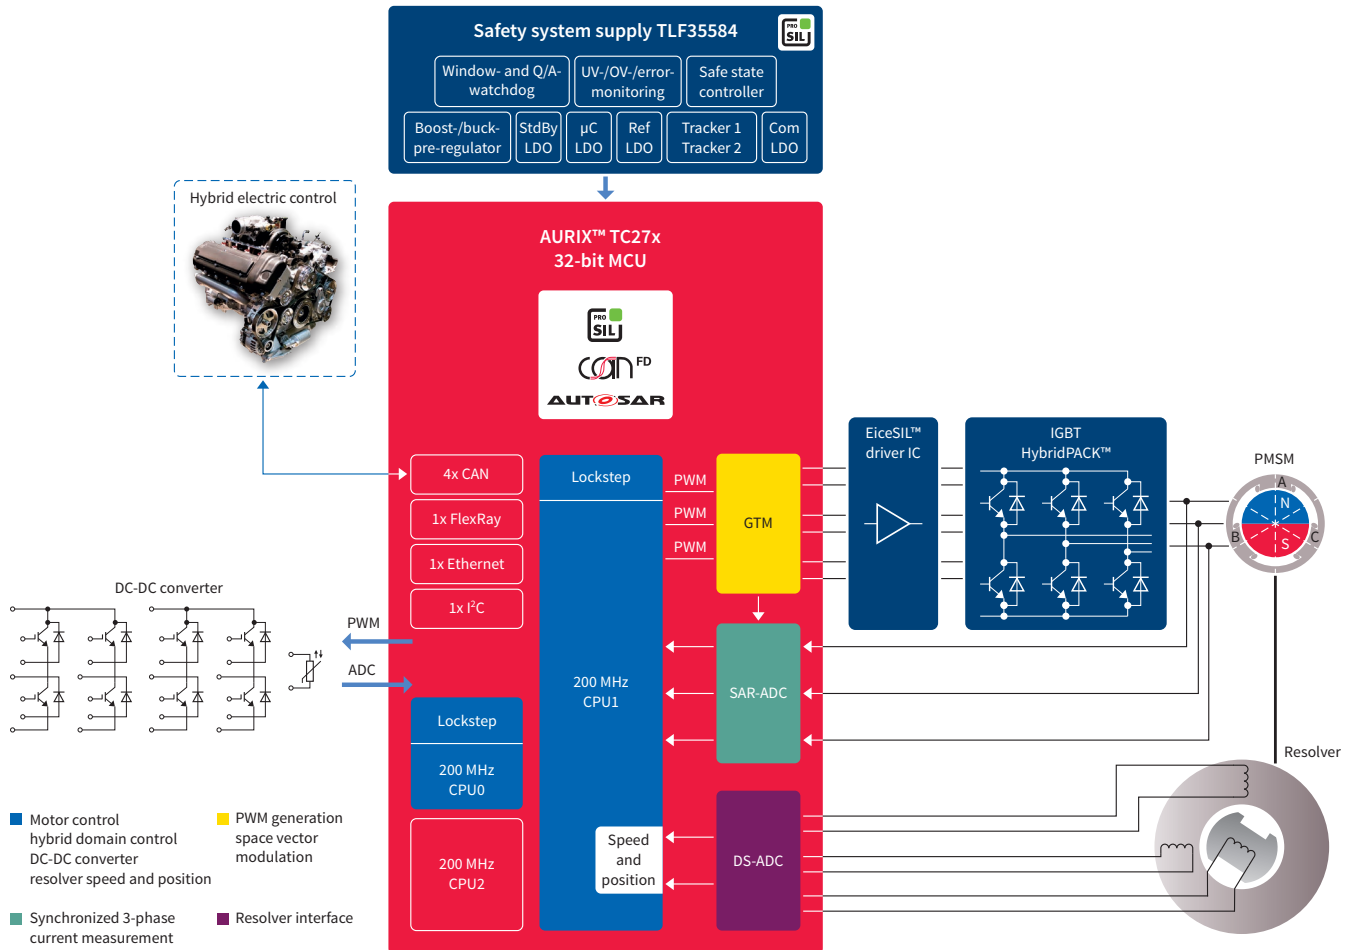 Safety system supply TLF35584
PRO
SIL
Window- and Q/A-
watchdog
UV-/OV-/error-
monitoring
Safe state
controller
Boost-/buck-
pre-regulator
StdBy
LDO
µC
LDO
Ref
LDO
Tracker 1
Tracker 2
Com
LDO
Hybrid electric control
AURIX™ TC27x
32-bit MCU
PRO
SIL
CAN FD
AUTOSAR
4x CAN
1x FlexRay
1x Ethernet
1x I²C
Lockstep
200 MHz
CPU1
PWM
PWM
PWM
GTM
EiceSIL™
driver IC
IGBT
HybridPACK™
PMSM
A
N
B
C
S
DC-DC converter
PWM
ADC
SAR-ADC
Lockstep
200 MHz
CPU0
200 MHz
CPU2
Speed
and
position
DS-ADC
Resolver
Motor control
hybrid domain control
DC-DC converter
resolver speed and position
PWM generation
space vector
modulation
Synchronized 3-phase
current measurement
Resolver interface